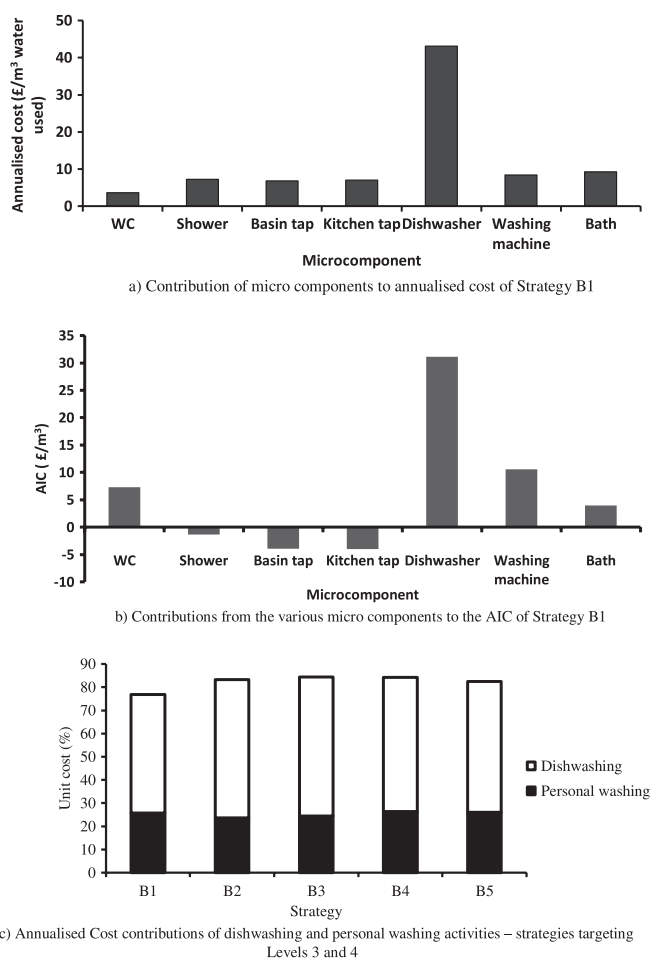 50
40
30
20
10
0
Annualised cost (£/m³ water used)
WC Shower Basin tap Kitchen tap Dishwasher Washing machine Bath
Microcomponent
a) Contribution of micro components to annualised cost of Strategy B1
35
30
25
20
15
10
5
0
-5
-10
AIC ( £/m³)
WC Shower Basin tap Kitchen tap Dishwasher Washing machine Bath
Microcomponent
b) Contributions from the various micro components to the AIC of Strategy B1
90
80
70
60
50
40
30
20
10
0
Unit cost (%)
Dishwashing
Personal washing
B1 B2 B3 B4 B5
Strategy
c) Annualised Cost contributions of dishwashing and personal washing activities – strategies targeting
Levels 3 and 4